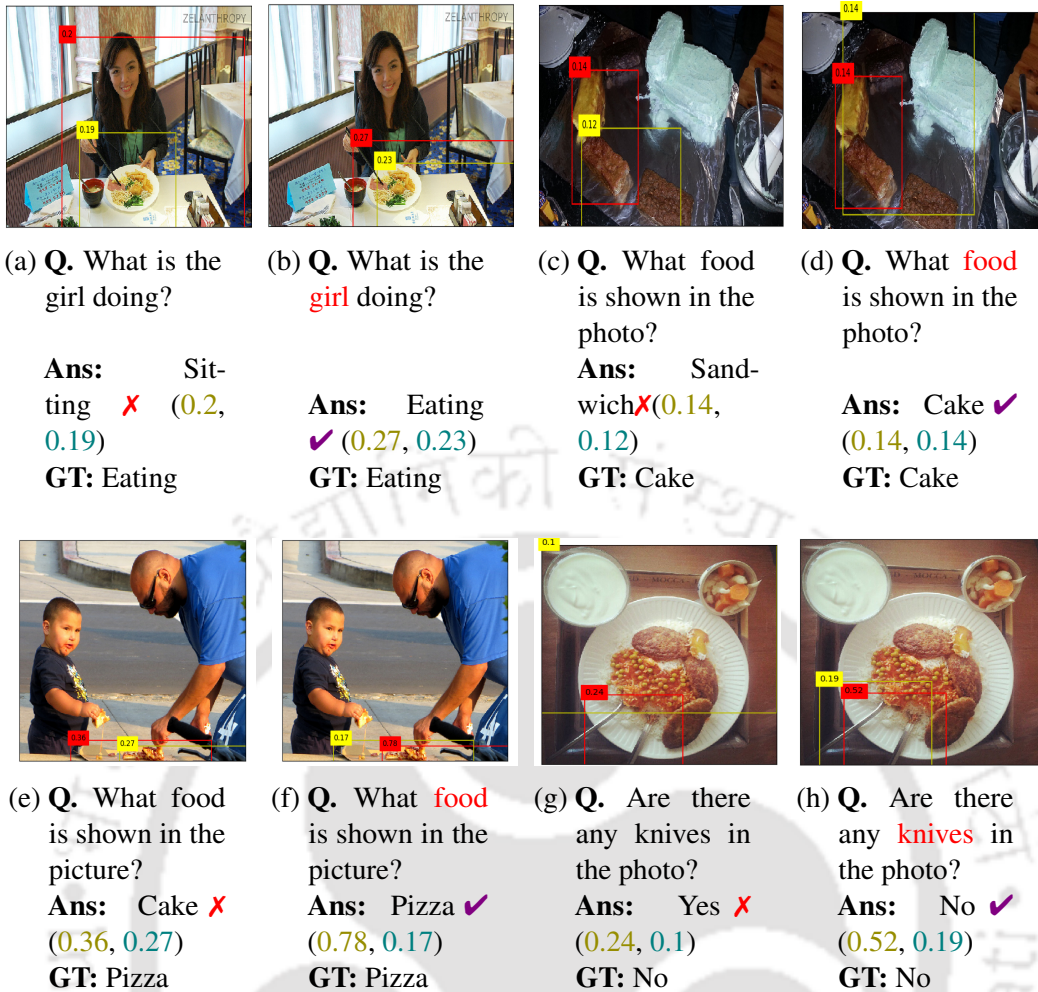 ZELANTHROPY ZELANTHROPY
0.2 0.14
0.14 0.14
0.19 0.27 0.12
0.23
(a) Q. What is the girl doing?
Ans: Sit-
ting ✗ (0.2,
0.19)
GT: Eating
(b) Q. What is the
girl doing?
Ans: Eating
✔ (0.27, 0.23)
GT: Eating
(c) Q. What food
is shown in the
photo?
Ans: Sand-
wich✗(0.14,
0.12)
GT: Cake
(d) Q. What food
is shown in the
photo?
Ans: Cake ✔
(0.14, 0.14)
GT: Cake
0.1
0.36 0.27 0.17 0.78 0.24 0.19 0.52
(e) Q. What food
is shown in the
picture?
Ans: Cake ✗
(0.36, 0.27)
GT: Pizza
(f) Q. What food
is shown in the
picture?
Ans: Pizza ✔
(0.78, 0.17)
GT: Pizza
(g) Q. Are there
any knives in
the photo?
Ans: Yes ✗
(0.24, 0.1)
GT: No
(h) Q. Are there
any knives in
the photo?
Ans: No ✔
(0.52, 0.19)
GT: No